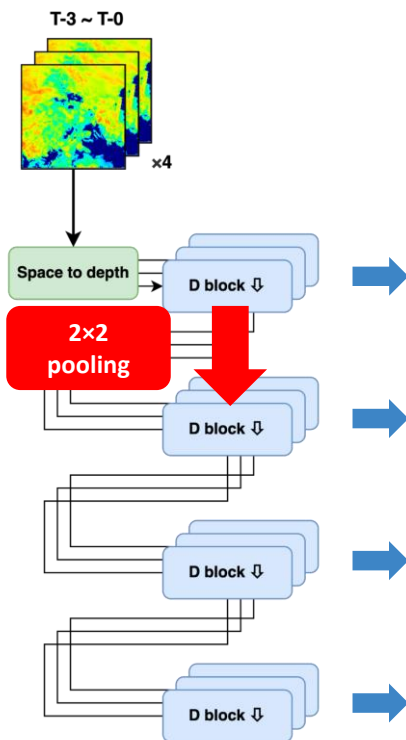 T-3 ~ T-0
×4
Space to depth
D block ⇩
2×2
pooling
D block ⇩
D block ⇩
D block ⇩